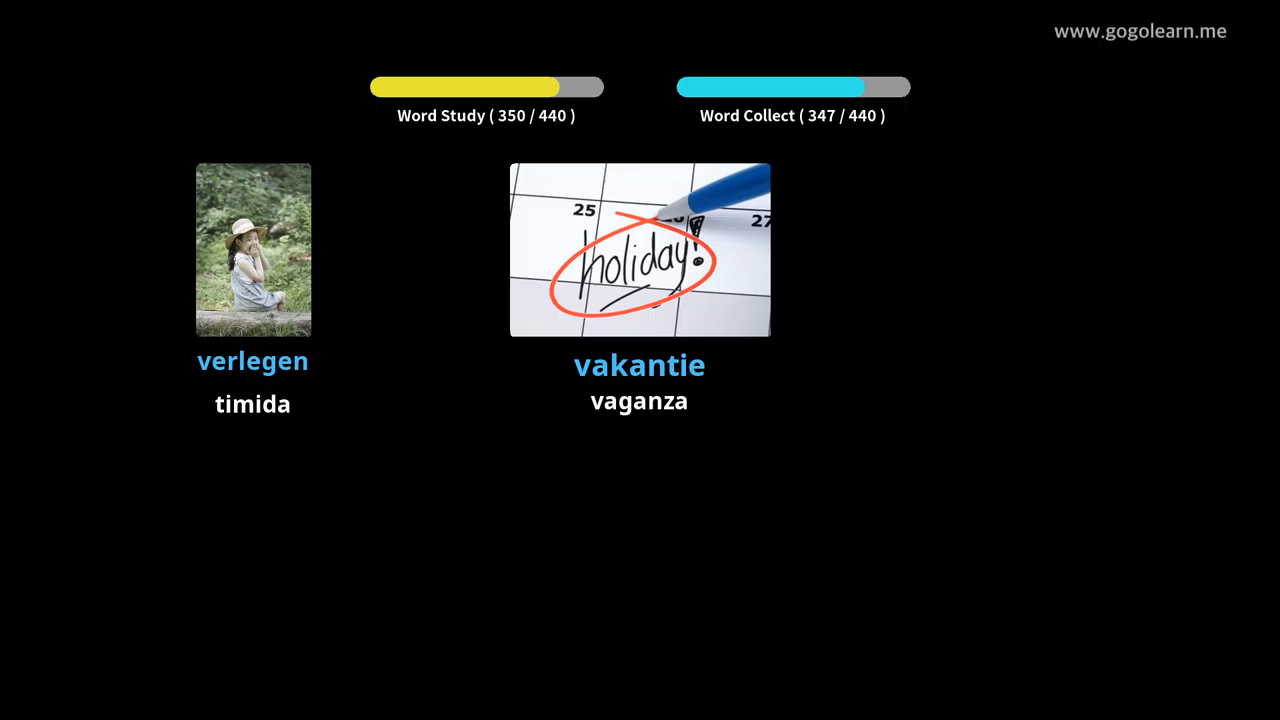 www.gogolearn.me
Word Study ( 350 / 440 )
Word Collect ( 347 / 440 )
25
27
holiday!
verlegen
timida
vakantie
vaganza